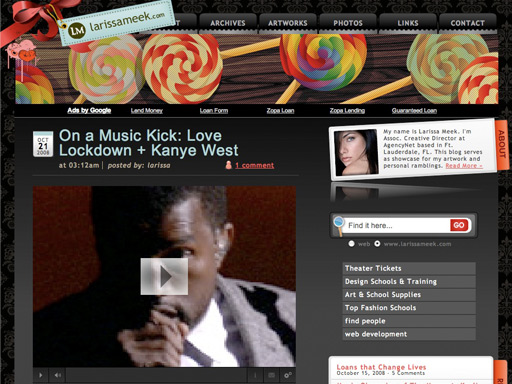 LM larissameek.com
ARCHIVES
ARTWORKS
PHOTOS
LINKS
CONTACT
Ads by Google
Lend Money
Loan Form
Zopa Loan
Zopa Lending
Guaranteed Loan
OCT
21
2008
On a Music Kick: Love
Lockdown + Kanye West
at 03:12am | posted by: larissa
1 comment
My name is Larissa Meek. I'm
Assoc. Creative Director at
AgencyNet based in Ft.
Lauderdale, FL. This blog serves
as showcase for my artwork and
personal ramblings. Read More »
ABOUT
Find it here...
GO
web
www.larissameek.com
Theater Tickets
Design Schools & Training
Art & School Supplies
Top Fashion Schools
find people
web development
Loans that Change Lives
October 15, 2008 - 5 Comments